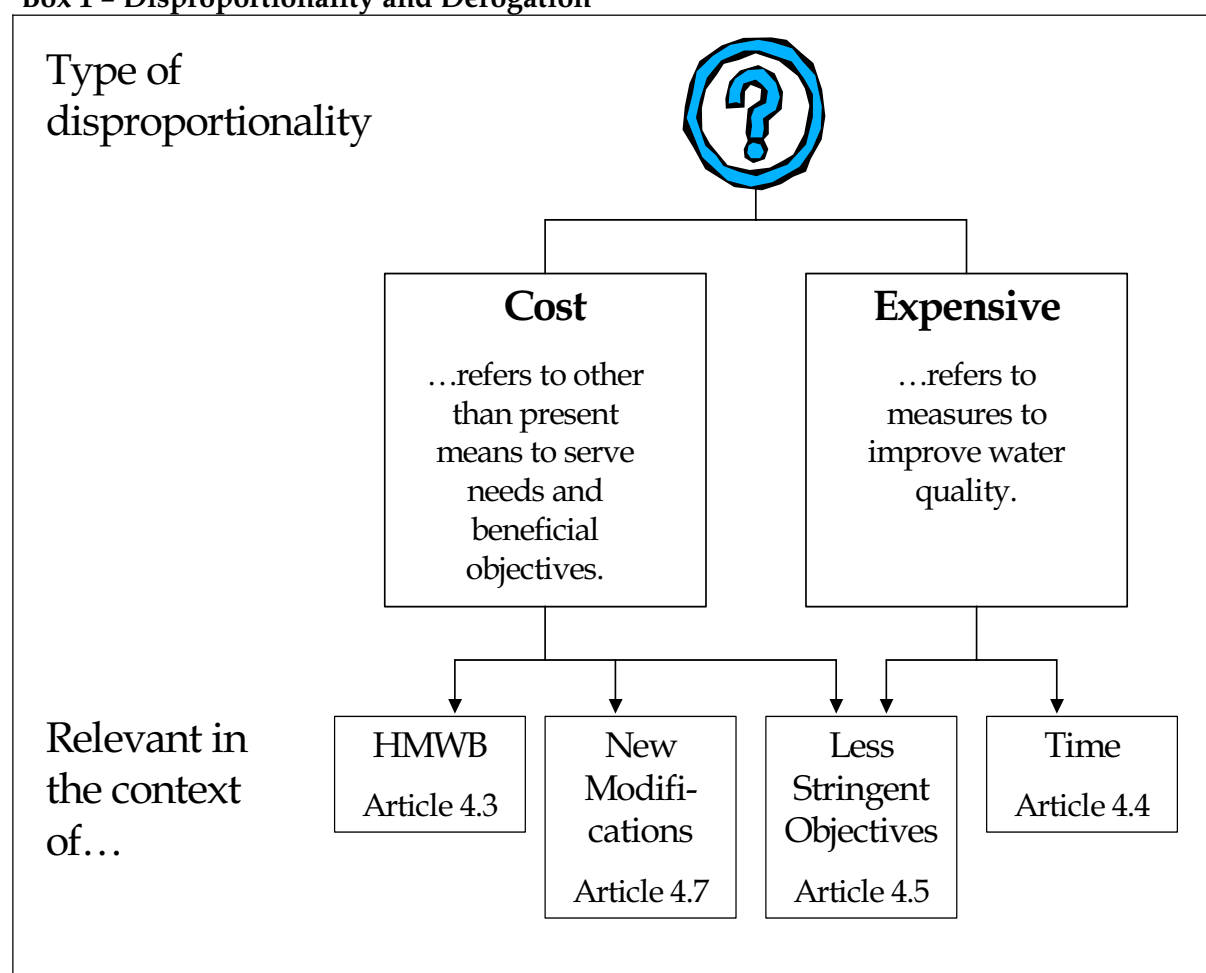 Box 1 – Disproportionality and Derogation
Type of
disproportionality
?
Cost
…refers to other
than present
means to serve
needs and
beneficial
objectives.
Expensive
…refers to
measures to
improve water
quality.
Relevant in
the context
of…
HMWB
Article 4.3
New
Modifi-
cations
Article 4.7
Less
Stringent
Objectives
Article 4.5
Time
Article 4.4